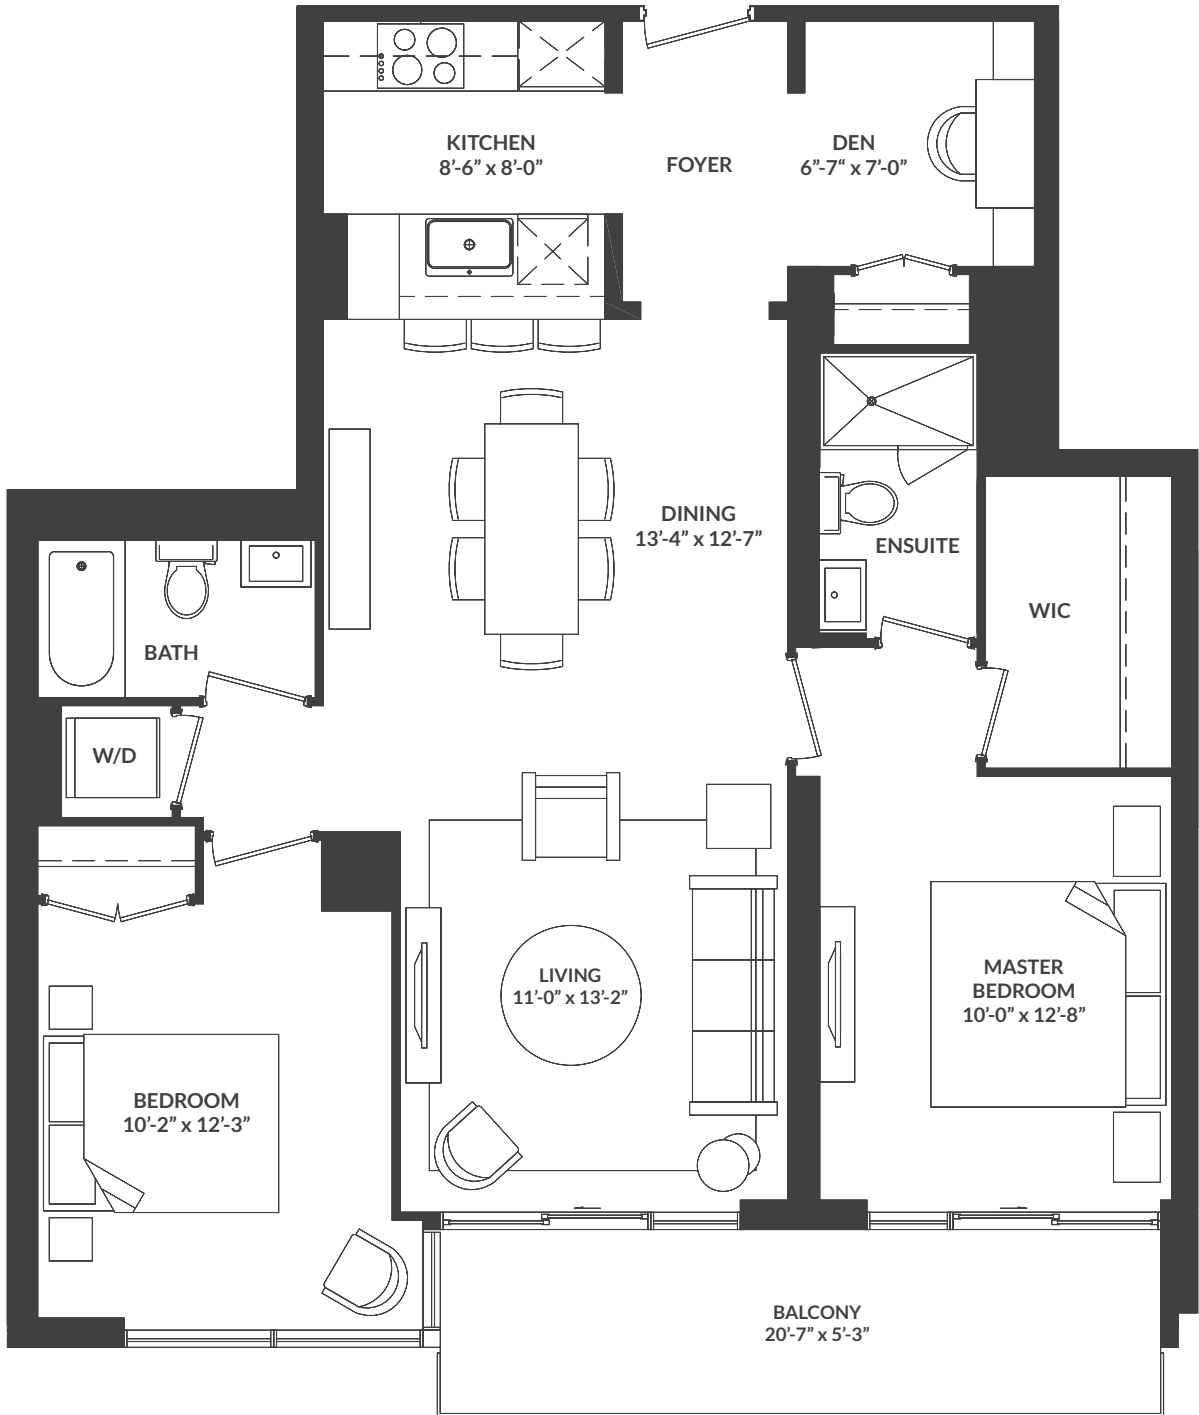 KITCHEN
8’-6” x 8’-0”
FOYER
DEN
6”-7“ x 7’-0”
DINING
13’-4” x 12’-7”
ENSUITE
WIC
BATH
W/D
LIVING
11’-0” x 13’-2”
MASTER
BEDROOM
10’-0” x 12’-8”
BEDROOM
10’-2” x 12’-3”
BALCONY
20’-7” x 5’-3”